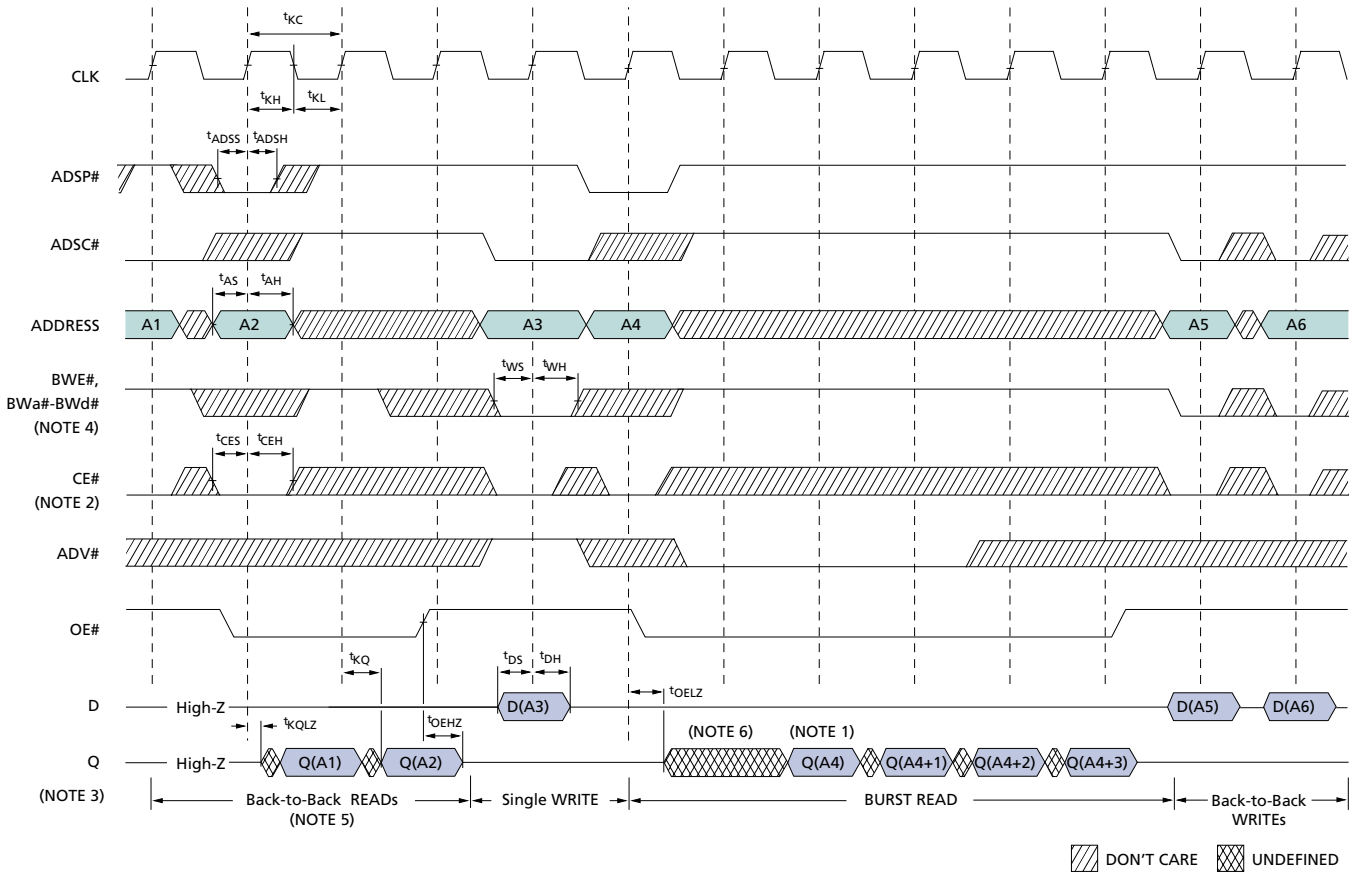 tKC
CLK
tKH tKL
tADSS tADSH
ADSP#
ADSC#
tAS tAH
ADDRESS A1 A2 A3 A4 A5 A6
BWE#,
BWa#-BWd#
(NOTE 4)
tWS tWH
tCES tCEH
CE#
(NOTE 2)
ADV#
OE#
tKQ tDS tDH
tOELZ
D High-Z D(A3) D(A5) D(A6)
tKQLZ tOEHZ (NOTE 6) (NOTE 1)
Q High-Z Q(A1) Q(A2) Q(A4) Q(A4+1) Q(A4+2) Q(A4+3)
(NOTE 3)
Back-to-Back READs
(NOTE 5)
Single WRITE
BURST READ
Back-to-Back
WRITEs
DON'T CARE UNDEFINED